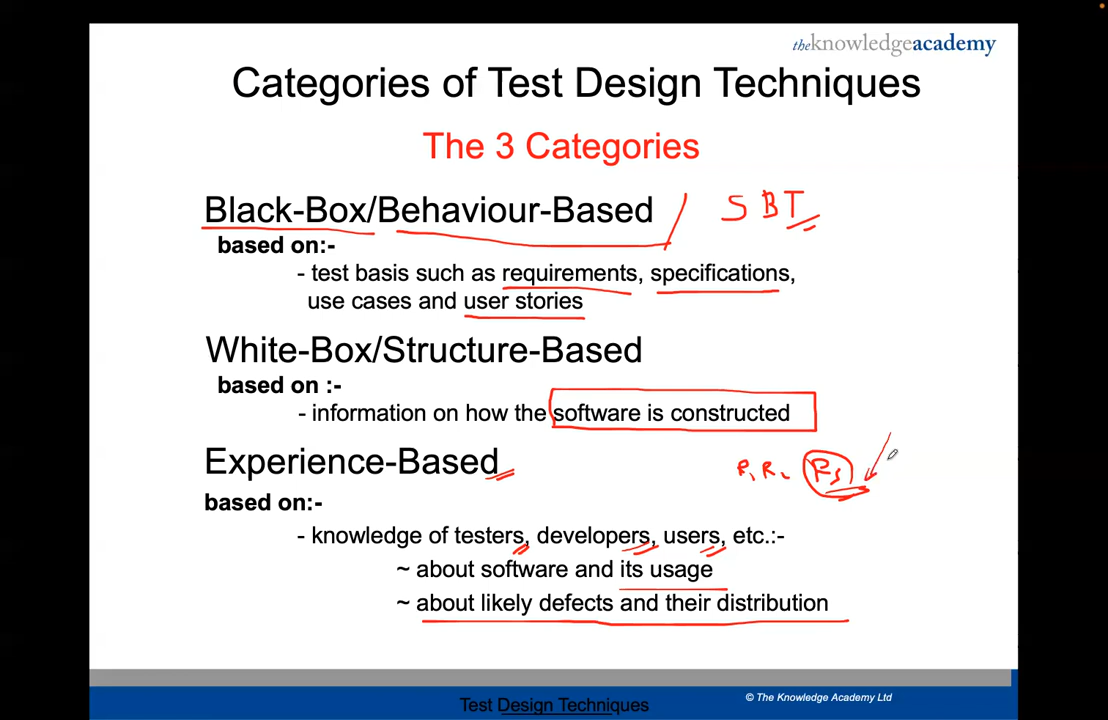 theknowledgeacademy
Categories of Test Design Techniques
The 3 Categories
Black-Box/Behaviour-Based / SBT
based on:-
- test basis such as requirements, specifications,
use cases and user stories
White-Box/Structure-Based
based on :-
- information on how the software is constructed
Experience-Based
based on:-
- knowledge of testers, developers, users, etc.:-
~ about software and its usage
~ about likely defects and their distribution
Test Design Techniques
© The Knowledge Academy Ltd